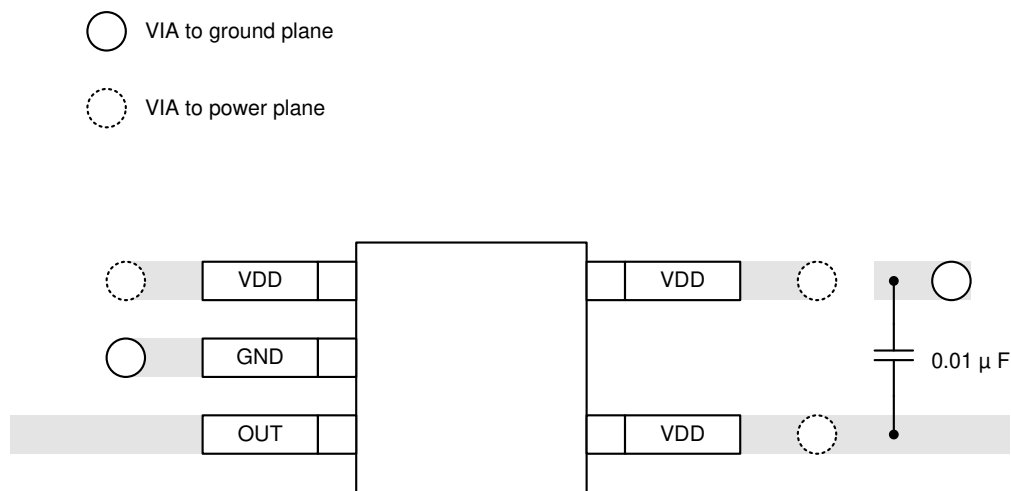 VIA to ground plane
VIA to power plane
VDD
VDD
GND
0.01 µ F
OUT
VDD